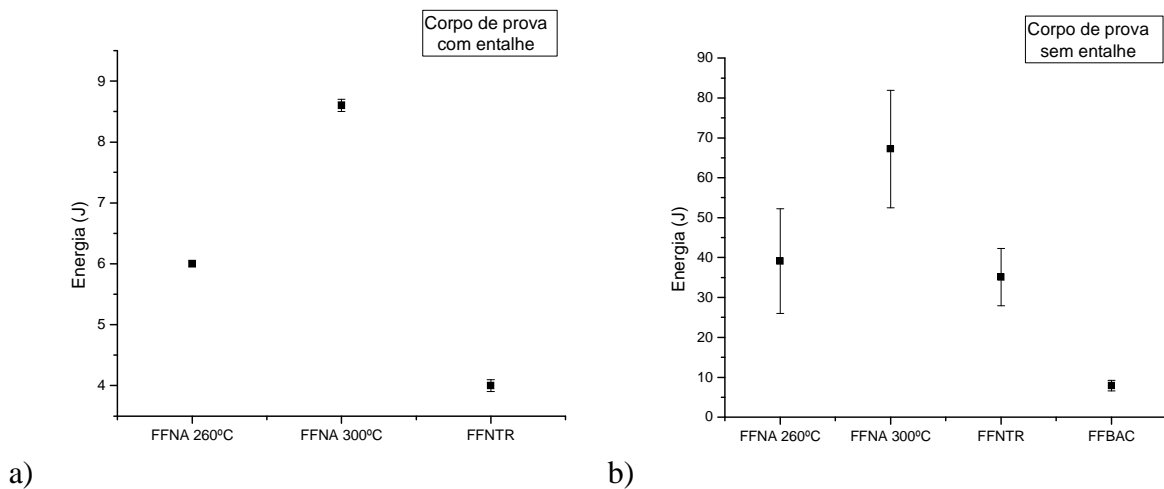 Corpo de prova
com entalhe
9
8
7
6
5
4
Energia (J)
FFNA 260ºC
FFNA 300ºC
FFNTR
a)
Corpo de prova
sem entalhe
90
80
70
60
50
40
30
20
10
0
Energia (J)
FFNA 260ºC
FFNA 300ºC
FFNTR
FFBAC
b)